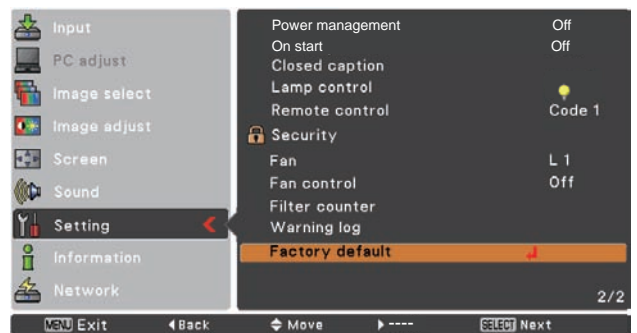 Input
PC adjust
Image select
Image adjust
Screen
Sound
Setting
Information
Network
Power management Off
On start Off
Closed caption
Lamp control
Remote control Code 1
Security
Fan L 1
Fan control Off
Filter counter
Warning log
Factory default
2/2
MENU Exit Back Move ---- SELECT Next